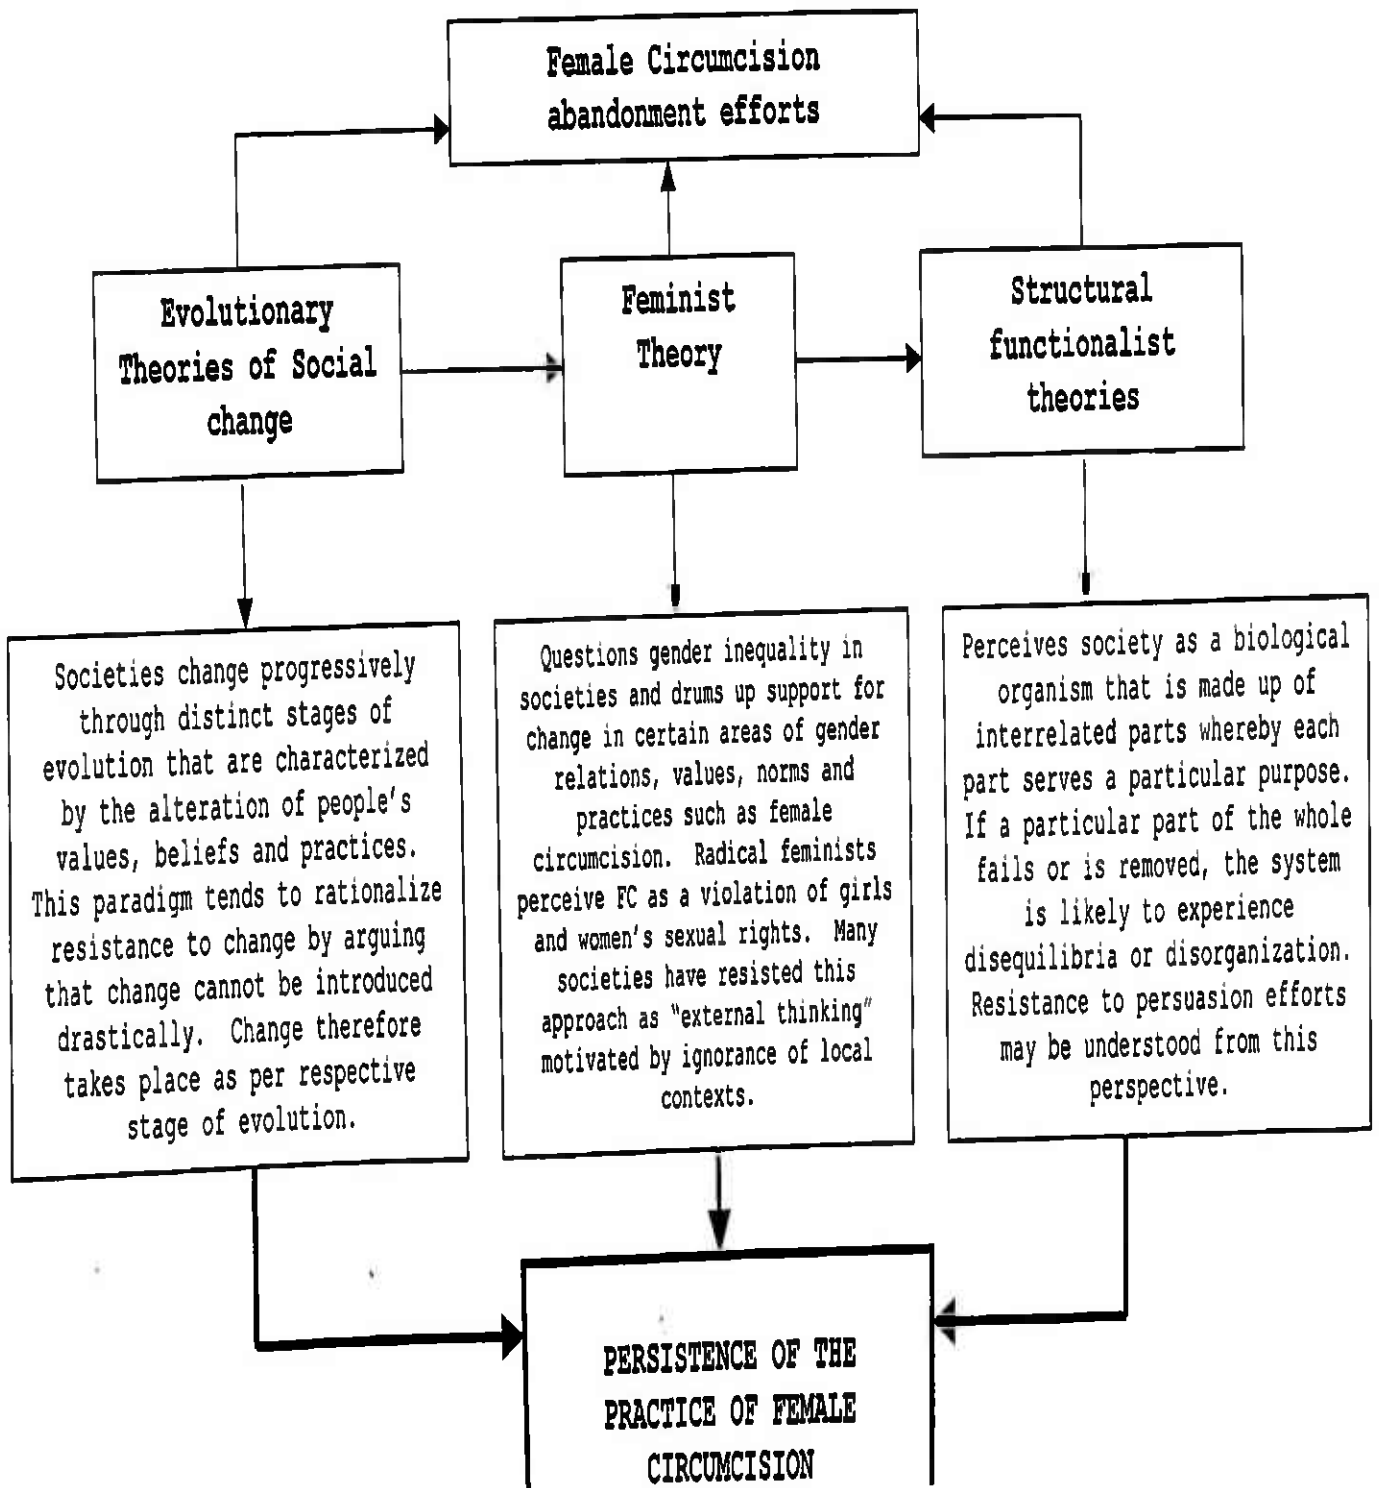 Female Circumcision
abandonment efforts
Evolutionary
Theories of Social
change
Feminist
Theory
Structural
functionalist
theories
Societies change progressively
through distinct stages of
evolution that are characterized
by the alteration of people's
values, beliefs and practices.
This paradigm tends to rationalize
resistance to change by arguing
that change cannot be introduced
drastically. Change therefore
takes place as per respective
stage of evolution.
Questions gender inequality in
societies and drums up support for
change in certain areas of gender
relations, values, norms and
practices such as female
circumcision. Radical feminists
perceive FC as a violation of girls
and women's sexual rights. Many
societies have resisted this
approach as "external thinking"
motivated by ignorance of local
contexts.
Perceives society as a biological
organism that is made up of
interrelated parts whereby each
part serves a particular purpose.
If a particular part of the whole
fails or is removed, the system
is likely to experience
disequilibria or disorganization.
Resistance to persuasion efforts
may be understood from this
perspective.
PERSISTENCE OF THE
PRACTICE OF FEMALE
CIRCUMCISION